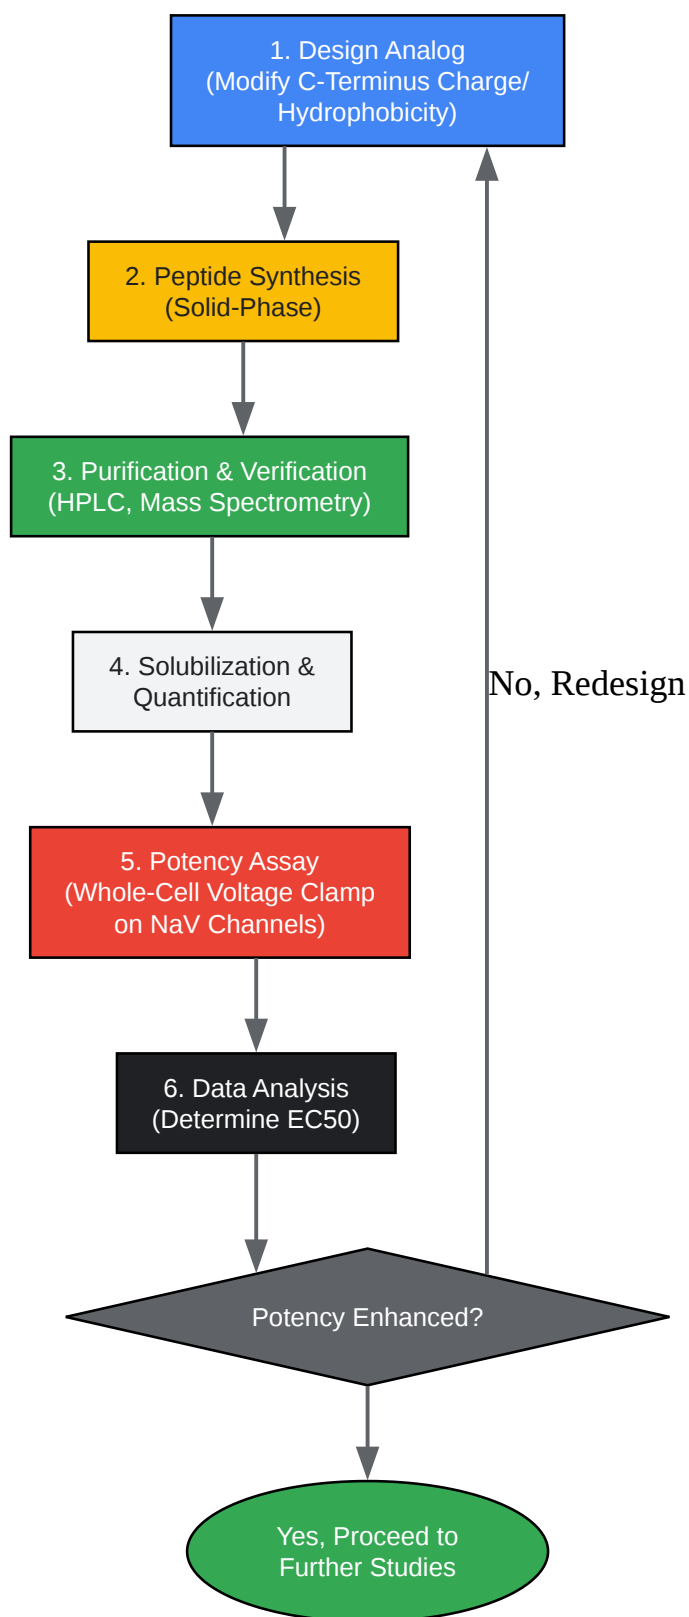 1. Design Analog
(Modify C-Terminus Charge/
Hydrophobicity)
2. Peptide Synthesis
(Solid-Phase)
3. Purification & Verification
(HPLC, Mass Spectrometry)
4. Solubilization &
Quantification
No, Redesign
5. Potency Assay
(Whole-Cell Voltage Clamp
on NaV Channels)
6. Data Analysis
(Determine EC50)
Potency Enhanced?
Yes, Proceed to
Further Studies